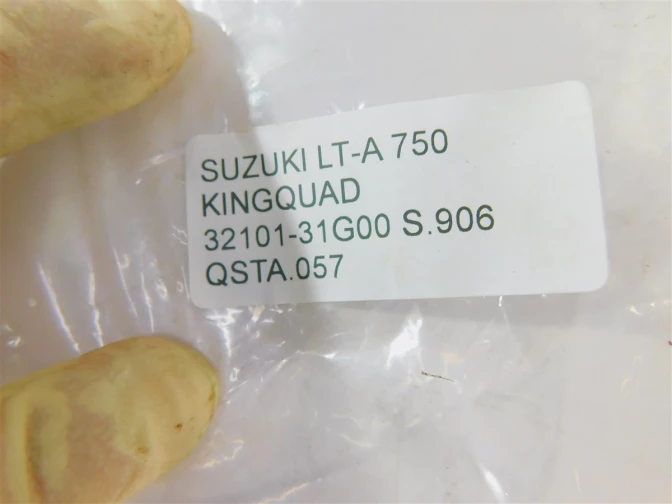 SUZUKI LT-A 750
KINGQUAD
32101-31G00 S.906
QSTA.057